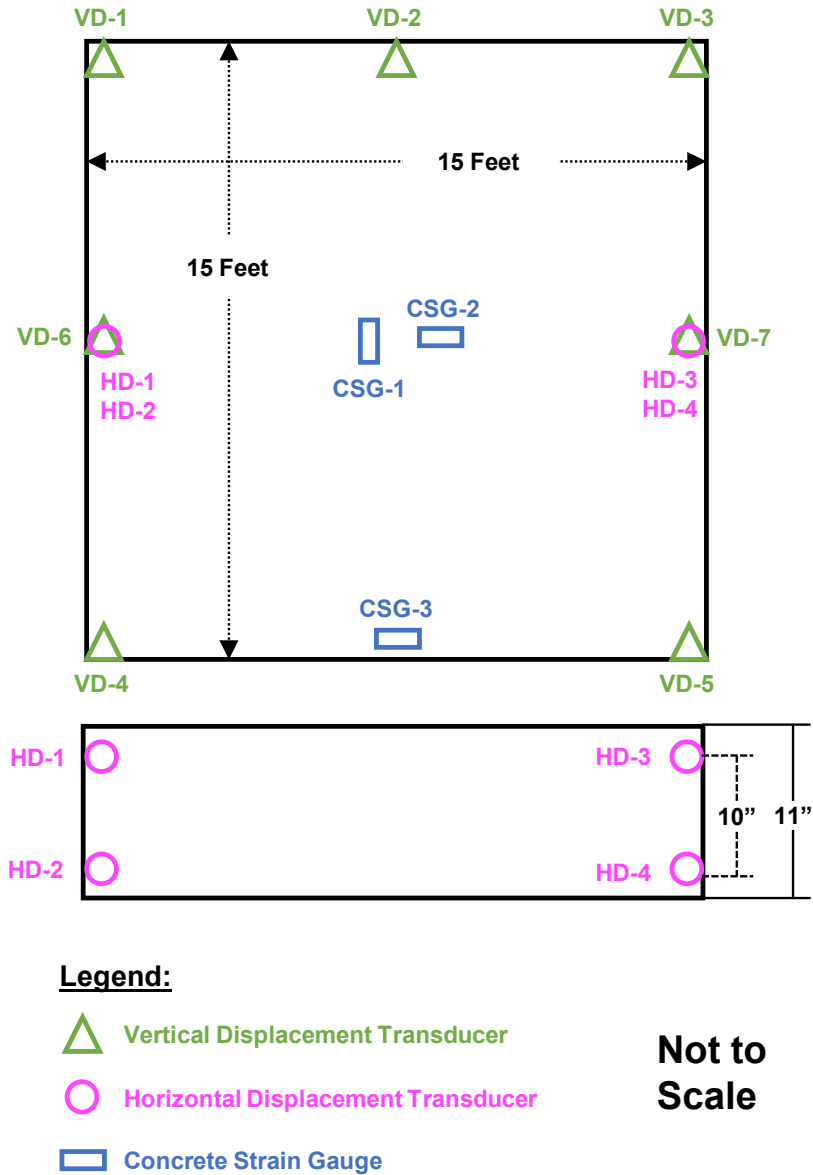 VD-1 VD-2 VD-3
15 Feet
15 Feet
CSG-2
VD-6 VD-7
CSG-1
HD-1 HD-3
HD-2 HD-4
CSG-3
VD-4 VD-5
HD-1 HD-3
10” 11”
HD-2 HD-4
Legend:
Vertical Displacement Transducer
Horizontal Displacement Transducer
Concrete Strain Gauge
Not to
Scale